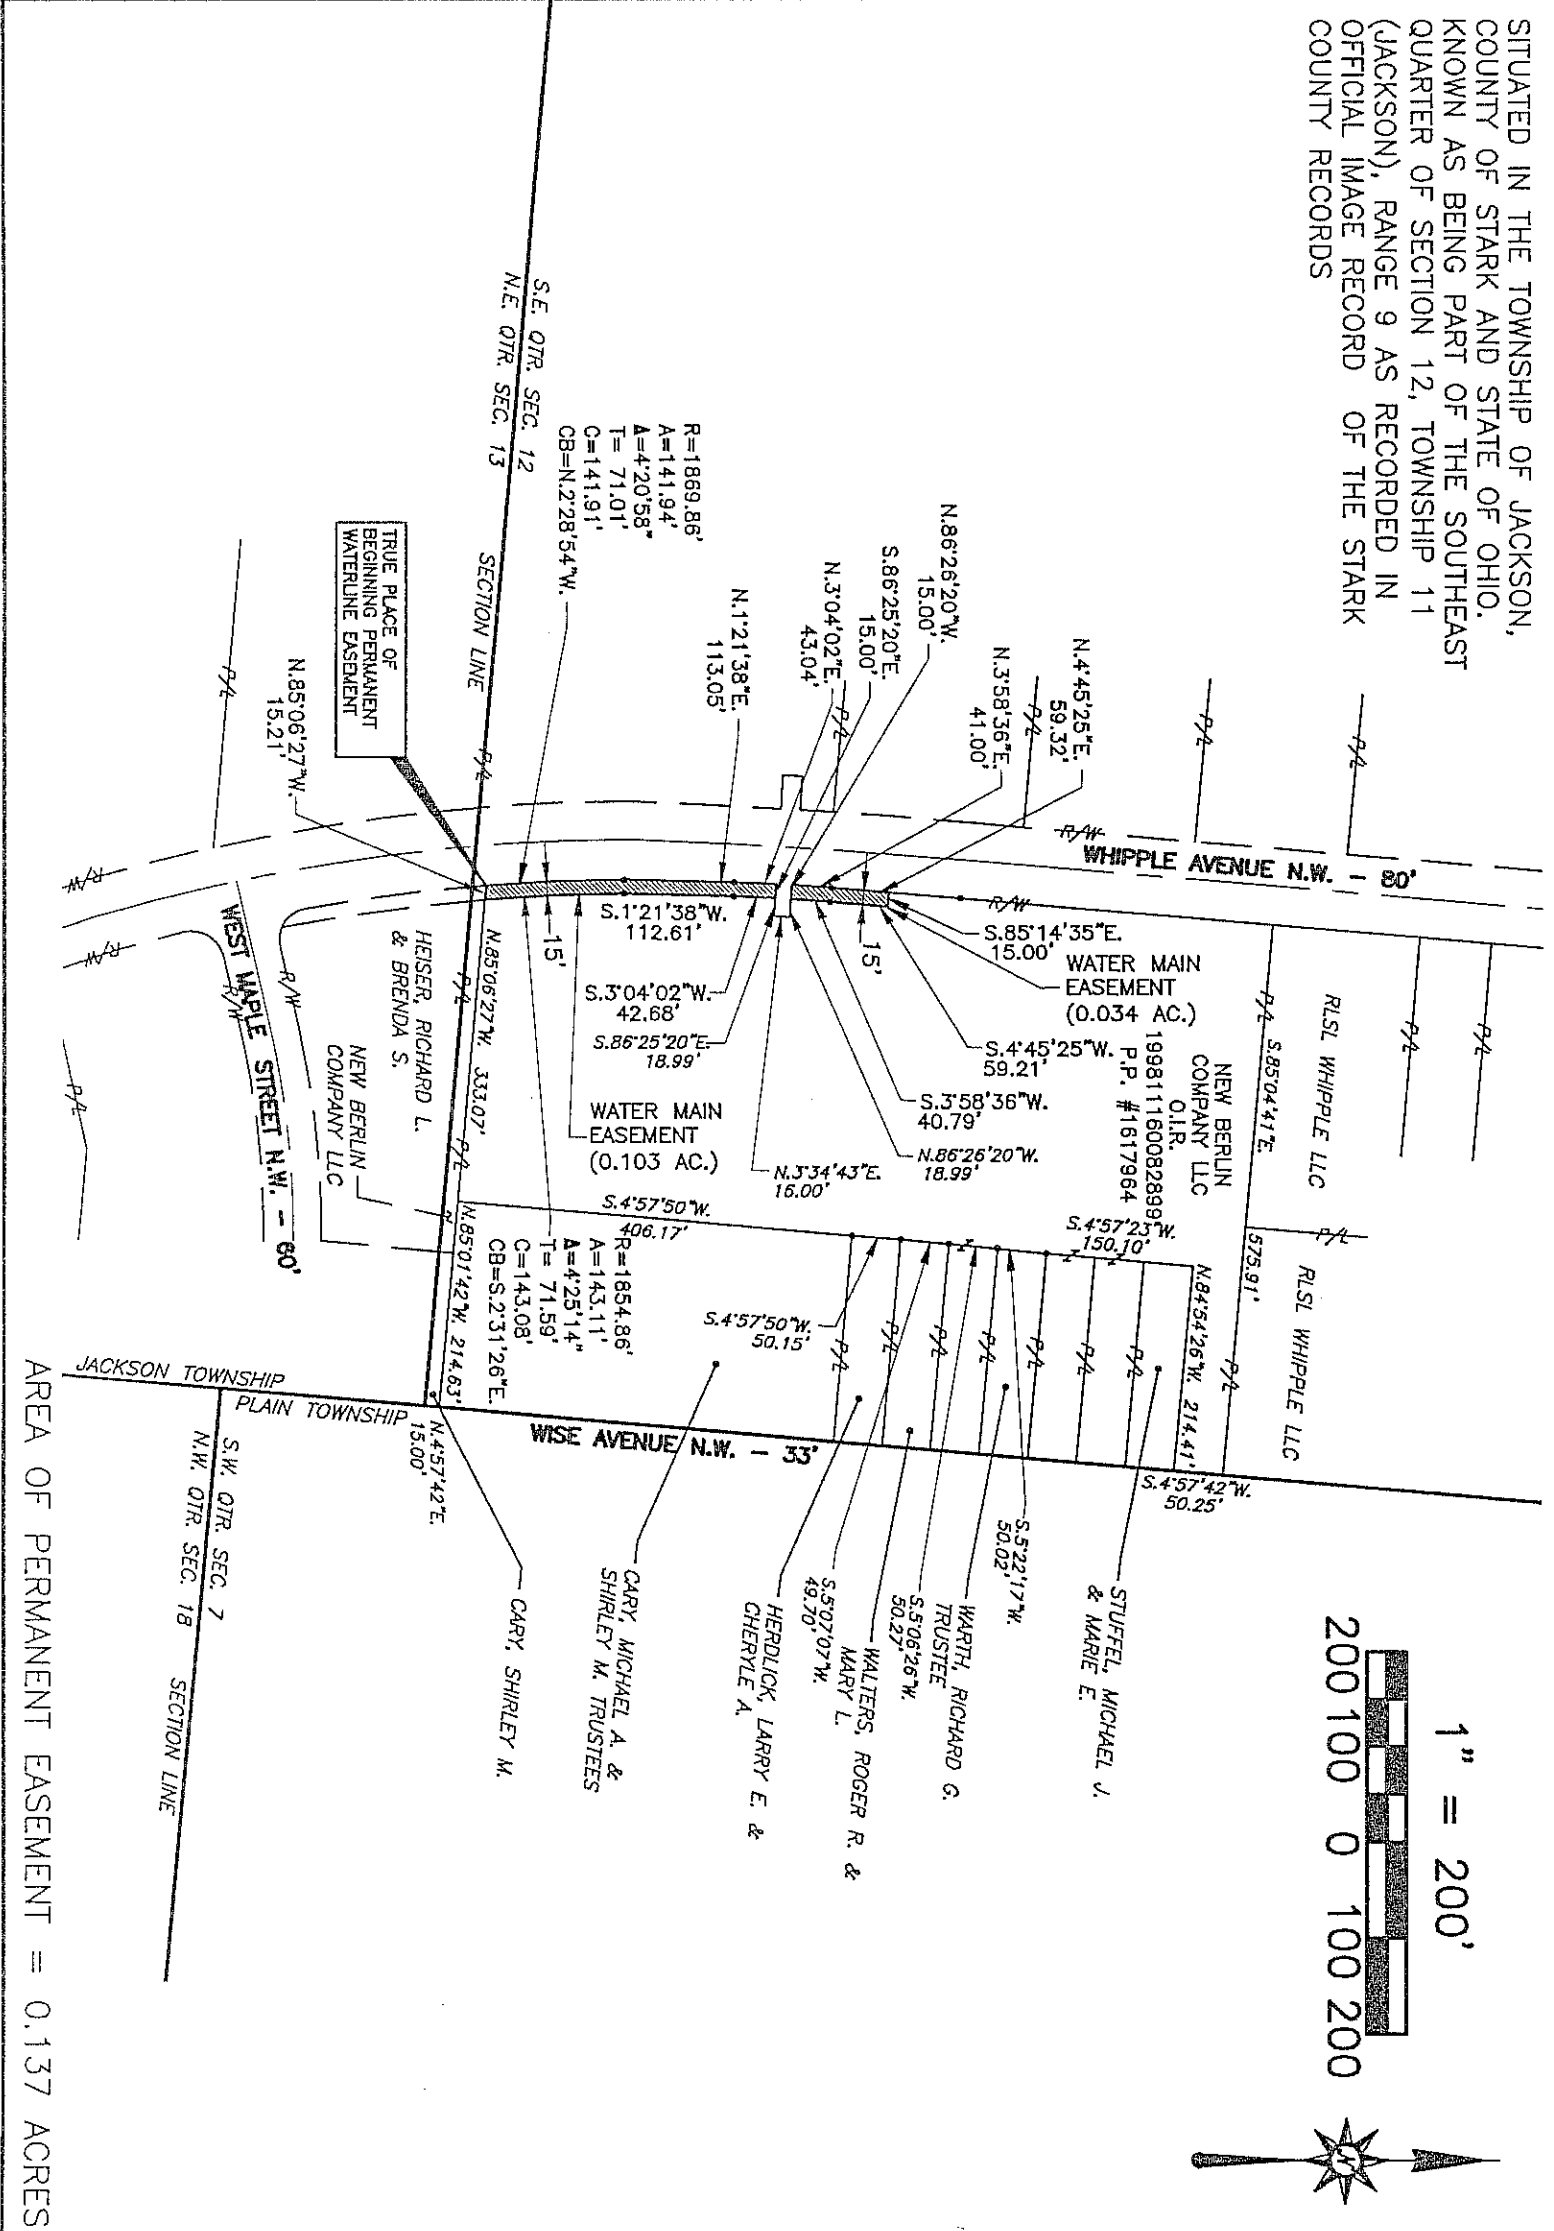 SITUATED IN THE TOWNSHIP OF JACKSON,
COUNTY OF STARK AND STATE OF OHIO.
KNOWN AS BEING PART OF THE SOUTHEAST
QUARTER OF SECTION 12, TOWNSHIP 11
(JACKSON), RANGE 9 AS RECORDED IN
OFFICIAL IMAGE RECORD OF THE STARK
COUNTY RECORDS
1" = 200'
200 100 0 100 200
N
P/L
P/L
P/L
P/L
P/L
P/L
R/W
WHIPPLE AVENUE N.W. - 80'
R/W
N.4°45'25"E.
59.32'
N.3°58'36"E.
41.00'
N.86°26'20"W.
15.00'
S.86°25'20"E.
15.00'
N.3°04'02"E.
43.04'
N.1°21'38"E.
113.05'
R=1869.86'
A=141.94'
Δ=4°20'58"
T= 71.01'
C=141.91'
CB=N.2°28'54"W.
S.E. QTR. SEC. 12
N.E. QTR. SEC. 13
SECTION LINE
P/L
TRUE PLACE OF
BEGINNING PERMANENT
WATERLINE EASEMENT
N.85°06'27"W.
15.21'
P/L
R/W
R/W
WEST MAPLE STREET N.W. - 60'
R/W
R/W
P/L
S.85°14'35"E.
15.00'
WATER MAIN
EASEMENT
(0.034 AC.)
15'
S.4°45'25"W.
59.21'
S.3°58'36"W.
40.79'
N.86°26'20"W.
18.99'
N.3°34'43"E.
16.00'
S.1°21'38"W.
112.61'
15'
S.3°04'02"W.
42.68'
S.86°25'20"E.
18.99'
WATER MAIN
EASEMENT
(0.103 AC.)
NEW BERLIN
COMPANY LLC
O.I.R.
199811160082899
P.P. #1617964
RLSL WHIPPLE LLC
P/L
S.85°04'41"E.
575.91'
P/L
RLSL WHIPPLE LLC
P/L
HEISER, RICHARD L.
& BRENDA S.
NEW BERLIN
COMPANY LLC
N.85°06'27"W. 333.07'
P/L
P/L
N.85°01'42"W. 214.63'
R=1854.86'
A=143.11'
Δ=4°25'14"
T= 71.59'
C=143.08'
CB=S.2°31'26"E.
S.4°57'50"W.
406.17'
S.4°57'23"W.
150.10'
N.84°54'26"W. 214.41'
S.4°57'50"W.
50.15'
P/L
P/L
P/L
P/L
P/L
P/L
P/L
S.4°57'42"W.
50.25'
WISE AVENUE N.W. - 33'
JACKSON TOWNSHIP
PLAIN TOWNSHIP
N.4°57'42"E.
15.00'
STUFFEL, MICHAEL J.
& MARIE E.
S.5°22'17"W.
50.02'
WARTH, RICHARD G.
TRUSTEE
S.5°06'26"W.
50.27'
WALTERS, ROGER R. &
MARY L.
S.5°07'07"W.
49.70'
HERDLICK, LARRY E. &
CHERYLE A.
CARY, MICHAEL A. &
SHIRLEY M. TRUSTEES
CARY, SHIRLEY M.
S.W. QTR. SEC. 7
N.W. QTR. SEC. 18
SECTION LINE
AREA OF PERMANENT EASEMENT = 0.137 ACRES